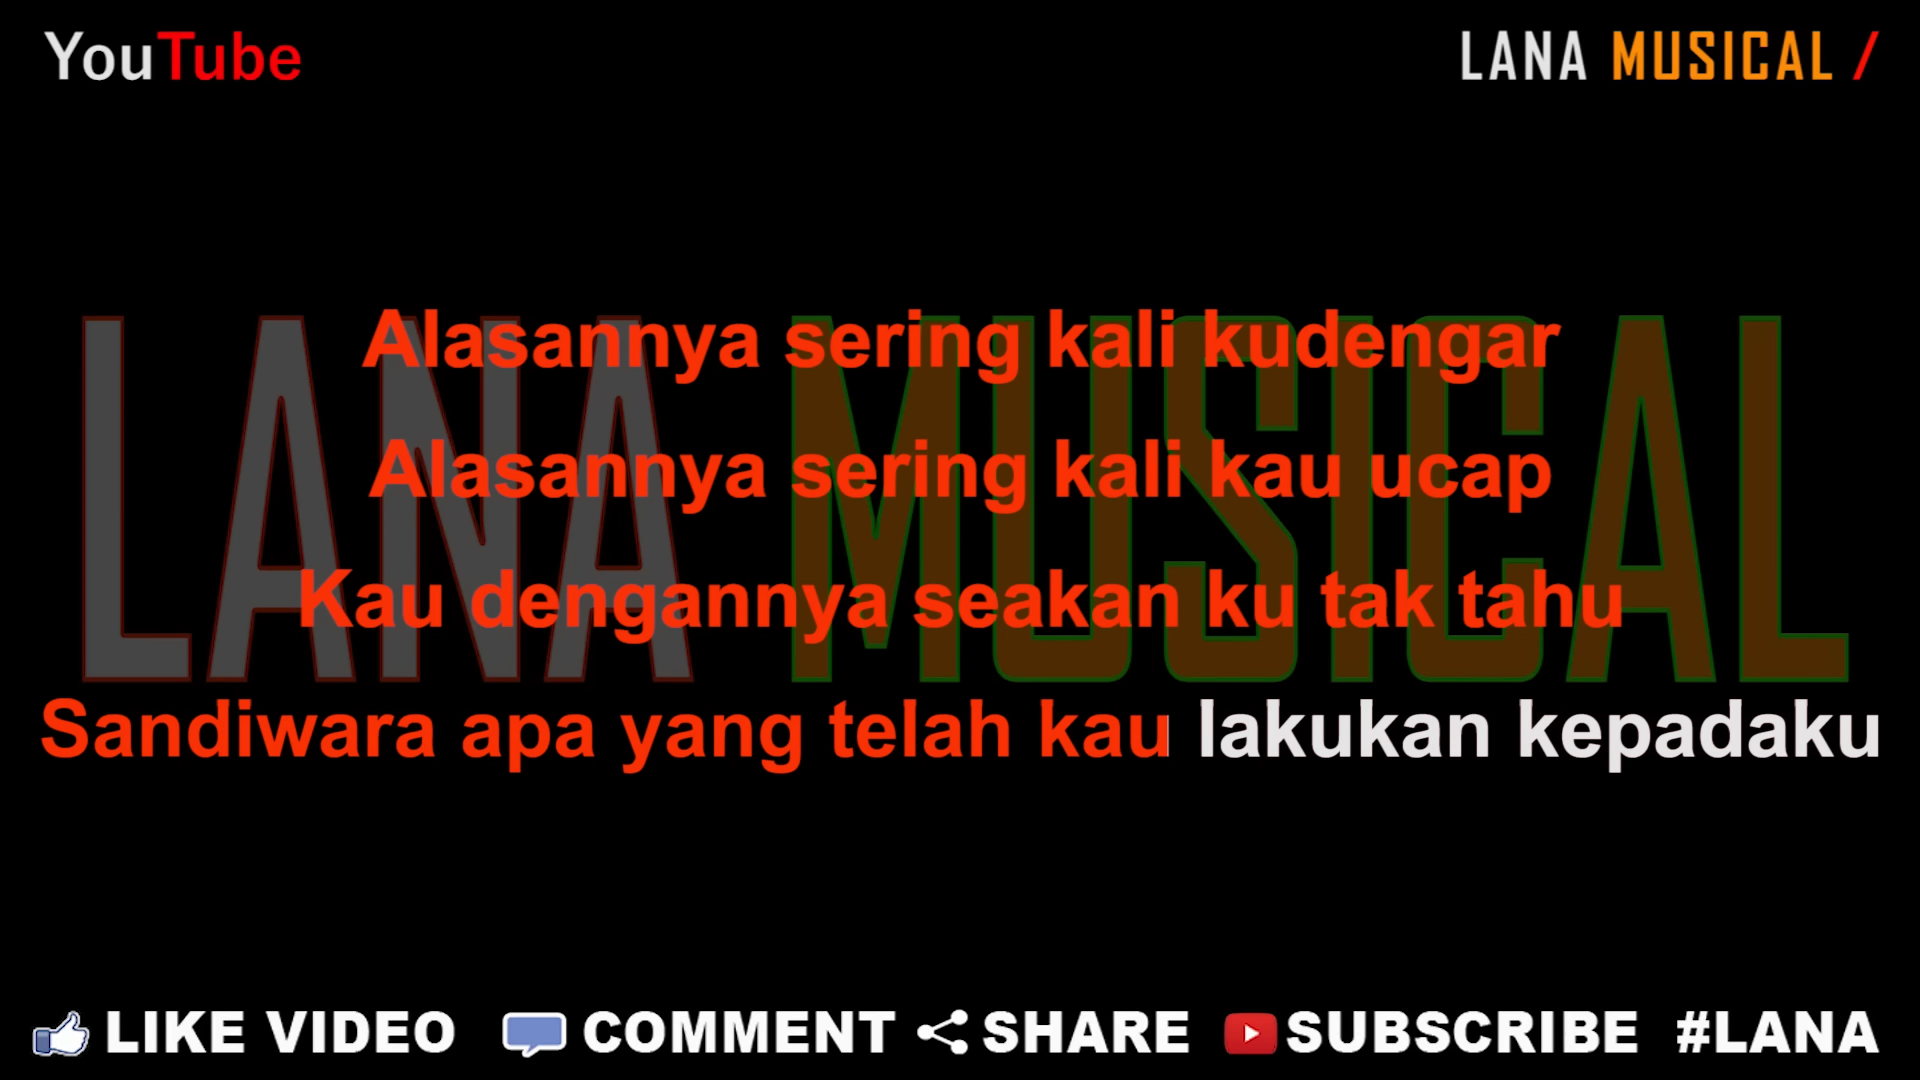 YouTube
LANA MUSICAL /
LANA MUSICAL
Alasannya sering kali kudengar
Alasannya sering kali kau ucap
Kau dengannya seakan ku tak tahu
Sandiwara apa yang telah kau lakukan kepadaku
LIKE VIDEO COMMENT SHARE SUBSCRIBE #LANA